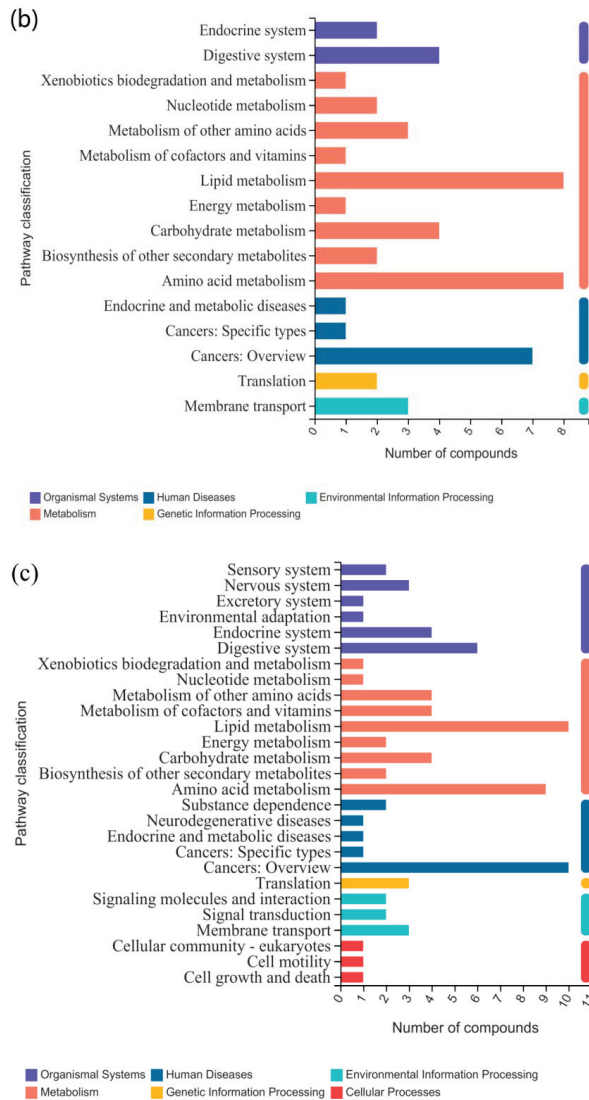 (b)
Pathway classification
Endocrine system
Digestive system
Xenobiotics biodegradation and metabolism
Nucleotide metabolism
Metabolism of other amino acids
Metabolism of cofactors and vitamins
Lipid metabolism
Energy metabolism
Carbohydrate metabolism
Biosynthesis of other secondary metabolites
Amino acid metabolism
Endocrine and metabolic diseases
Cancers: Specific types
Cancers: Overview
Translation
Membrane transport
0 1 2 3 4 5 6 7 8
Number of compounds
Organismal Systems Human Diseases Environmental Information Processing
Metabolism Genetic Information Processing
(c)
Pathway classification
Sensory system
Nervous system
Excretory system
Environmental adaptation
Endocrine system
Digestive system
Xenobiotics biodegradation and metabolism
Nucleotide metabolism
Metabolism of other amino acids
Metabolism of cofactors and vitamins
Lipid metabolism
Energy metabolism
Carbohydrate metabolism
Biosynthesis of other secondary metabolites
Amino acid metabolism
Substance dependence
Neurodegenerative diseases
Endocrine and metabolic diseases
Cancers: Specific types
Cancers: Overview
Translation
Signaling molecules and interaction
Signal transduction
Membrane transport
Cellular community - eukaryotes
Cell motility
Cell growth and death
0 1 2 3 4 5 6 7 8 9 10 11
Number of compounds
Organismal Systems Human Diseases Environmental Information Processing
Metabolism Genetic Information Processing Cellular Processes